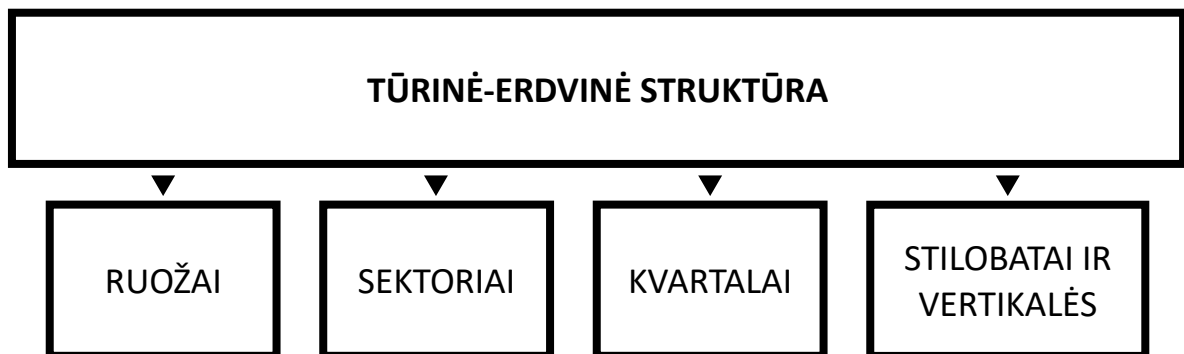 TŪRINĖ-ERDVINĖ STRUKTŪRA
RUOŽAI
SEKTORIAI
KVARTALAI
STILOBATAI IR
VERTIKALĖS